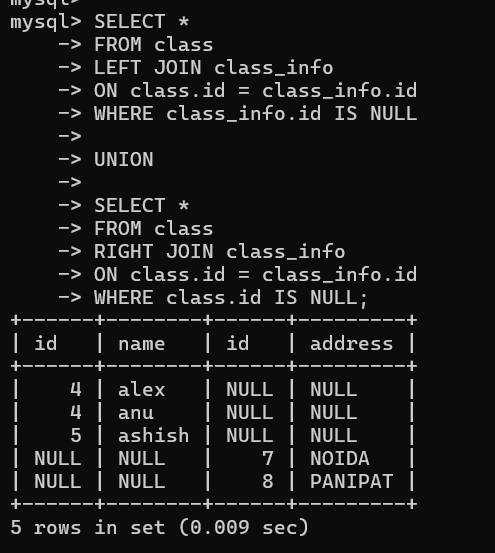 mysql>
mysql> SELECT *
    -> FROM class
    -> LEFT JOIN class_info
    -> ON class.id = class_info.id
    -> WHERE class_info.id IS NULL
    ->
    -> UNION
    ->
    -> SELECT *
    -> FROM class
    -> RIGHT JOIN class_info
    -> ON class.id = class_info.id
    -> WHERE class.id IS NULL;
+------+--------+------+---------+
| id   | name   | id   | address |
+------+--------+------+---------+
|    4 | alex   | NULL | NULL    |
|    4 | anu    | NULL | NULL    |
|    5 | ashish | NULL | NULL    |
| NULL | NULL   |    7 | NOIDA   |
| NULL | NULL   |    8 | PANIPAT |
+------+--------+------+---------+
5 rows in set (0.009 sec)